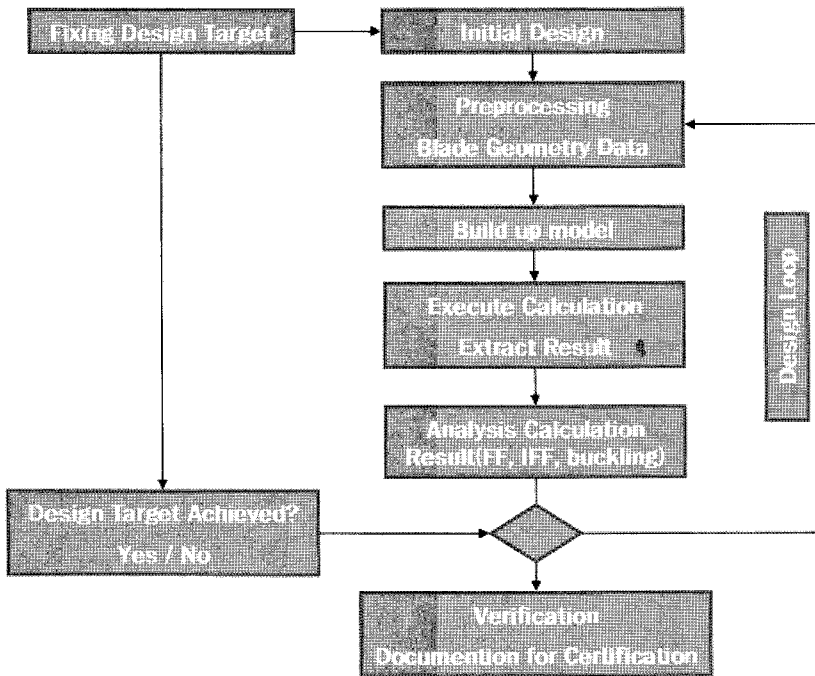 Fixing Design Target
Initial Design
Preprocessing
Blade Geometry Data
Build up model
Execute Calculation
Extract Result
Design Loop
Analysis Calculation
Result(FF, IFF, buckling)
Design Target Achieved?
Yes / No
Verification
Documention for Certification